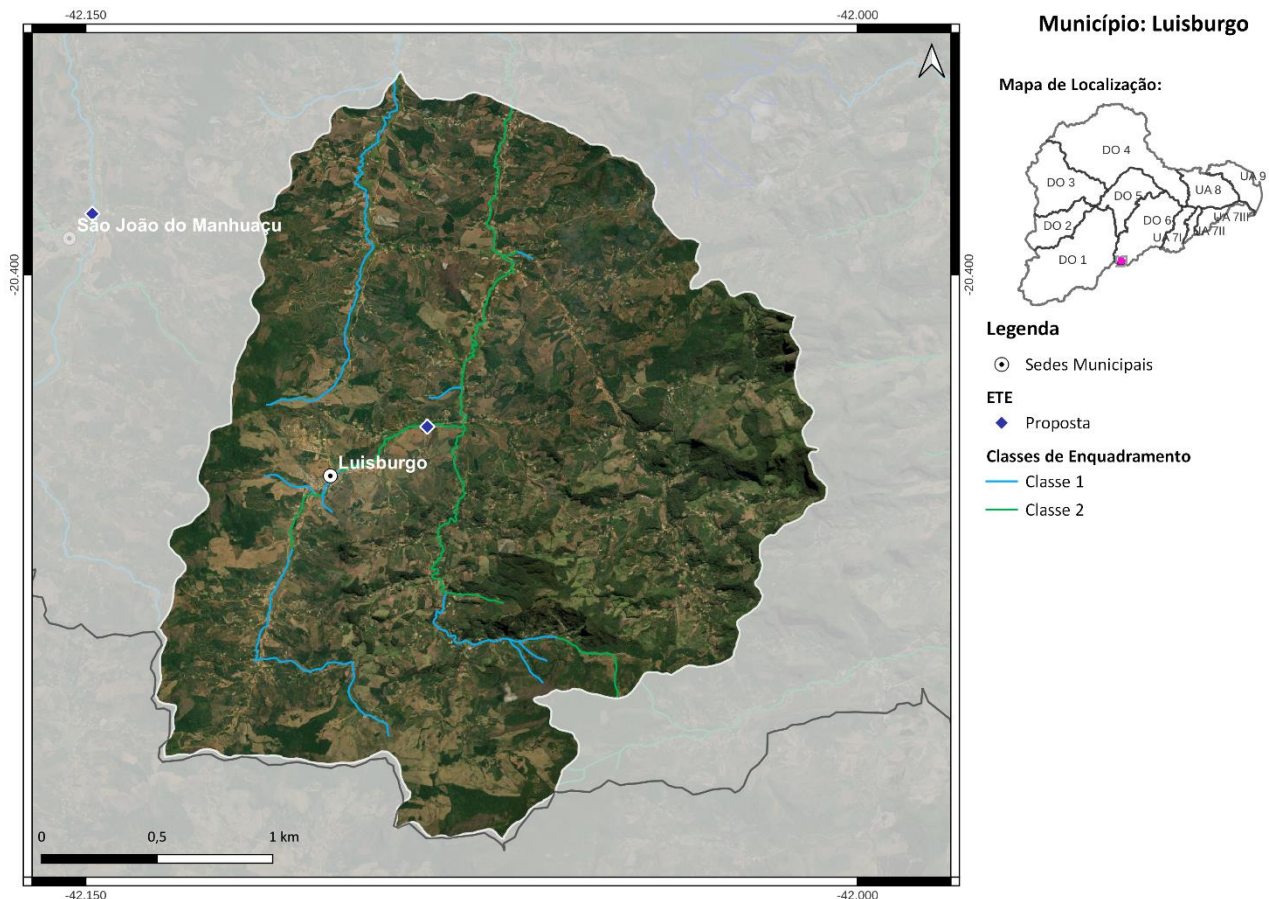 -42.150
-42.000
Município: Luisburgo
Mapa de Localização:
DO 4
DO 3
DO 5
UA 8
UA 9
DO 2
DO 6
UA 7III
UA 7II
UA 7I
DO 1
São João do Manhuaçu
-20.400
-20.400
Legenda
Sedes Municipais
ETE
Proposta
Classes de Enquadramento
Classe 1
Classe 2
Luisburgo
0
0,5
1 km
-42.150
-42.000